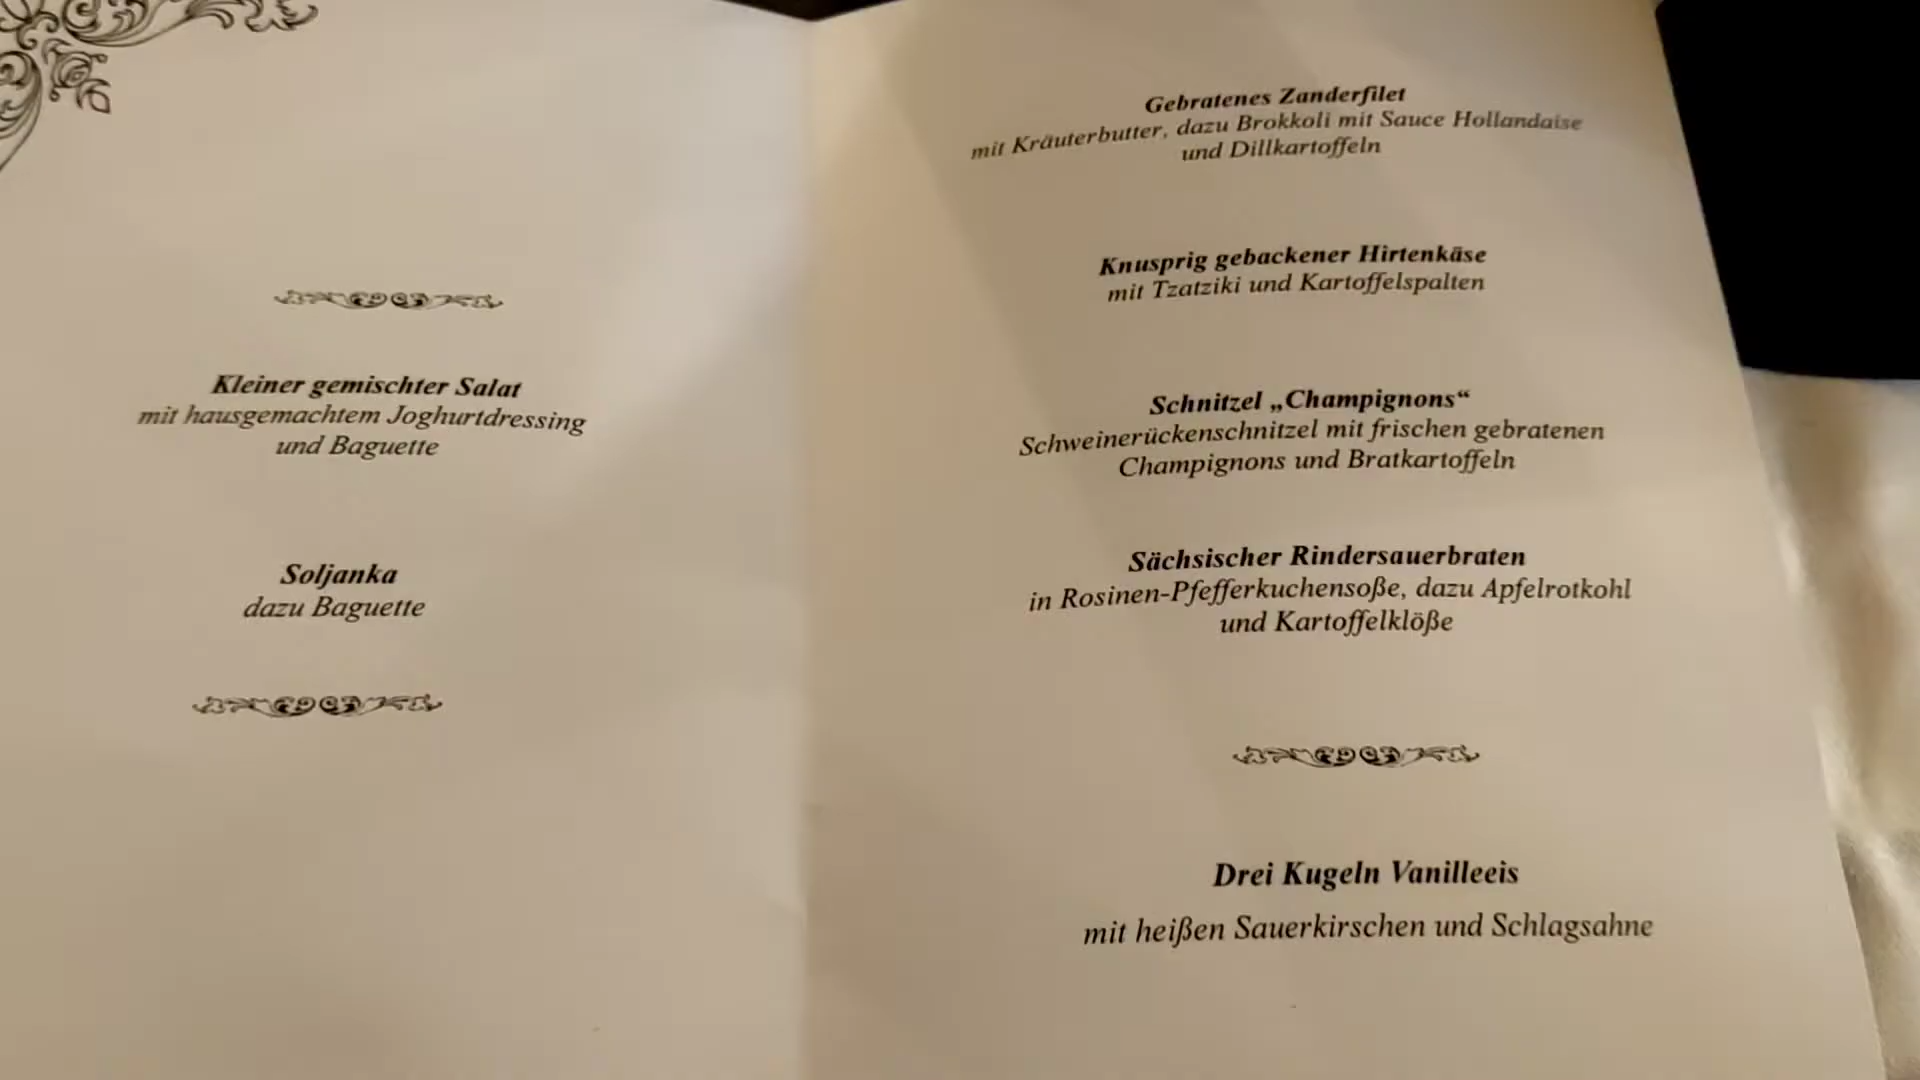 Kleiner gemischter Salat
mit hausgemachtem Joghurtdressing
und Baguette
Soljanka
dazu Baguette
Gebratenes Zanderfilet
mit Kräuterbutter, dazu Brokkoli mit Sauce Hollandaise
und Dillkartoffeln
Knusprig gebackener Hirtenkäse
mit Tzatziki und Kartoffelspalten
Schnitzel „Champignons“
Schweinerückenschnitzel mit frischen gebratenen
Champignons und Bratkartoffeln
Sächsischer Rindersauerbraten
in Rosinen-Pfefferkuchensoße, dazu Apfelrotkohl
und Kartoffelklöße
Drei Kugeln Vanilleeis
mit heißen Sauerkirschen und Schlagsahne